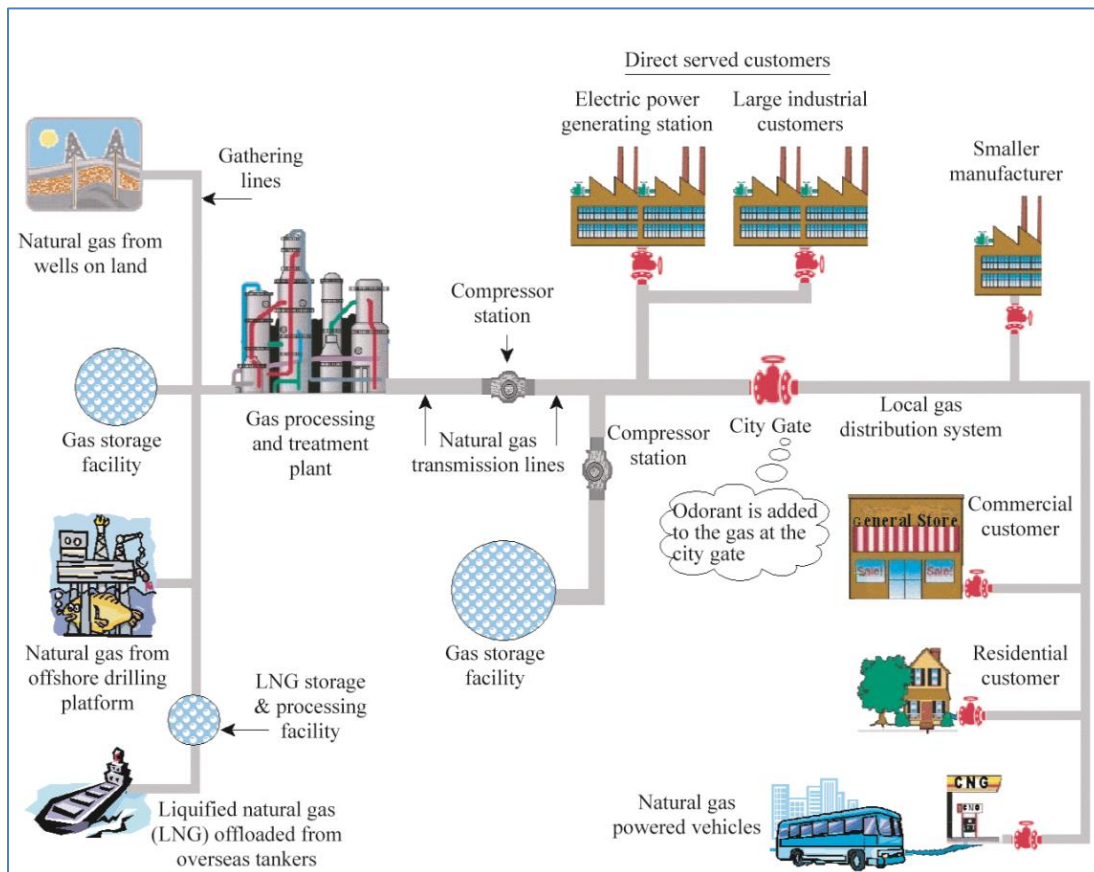 Direct served customers
Electric power
generating station
Large industrial
customers
Smaller
manufacturer
Gathering
lines
Natural gas from
wells on land
Compressor
station
Gas storage
facility
Gas processing
and treatment
plant
Natural gas
transmission lines
Compressor
station
City Gate
Local gas
distribution system
Odorant is added
to the gas at the
city gate
General Store
Sale!
Sale!
Commercial
customer
Natural gas from
offshore drilling
platform
Gas storage
facility
Residential
customer
LNG storage
& processing
facility
Liquified natural gas
(LNG) offloaded from
overseas tankers
Natural gas
powered vehicles
CNG
CNG